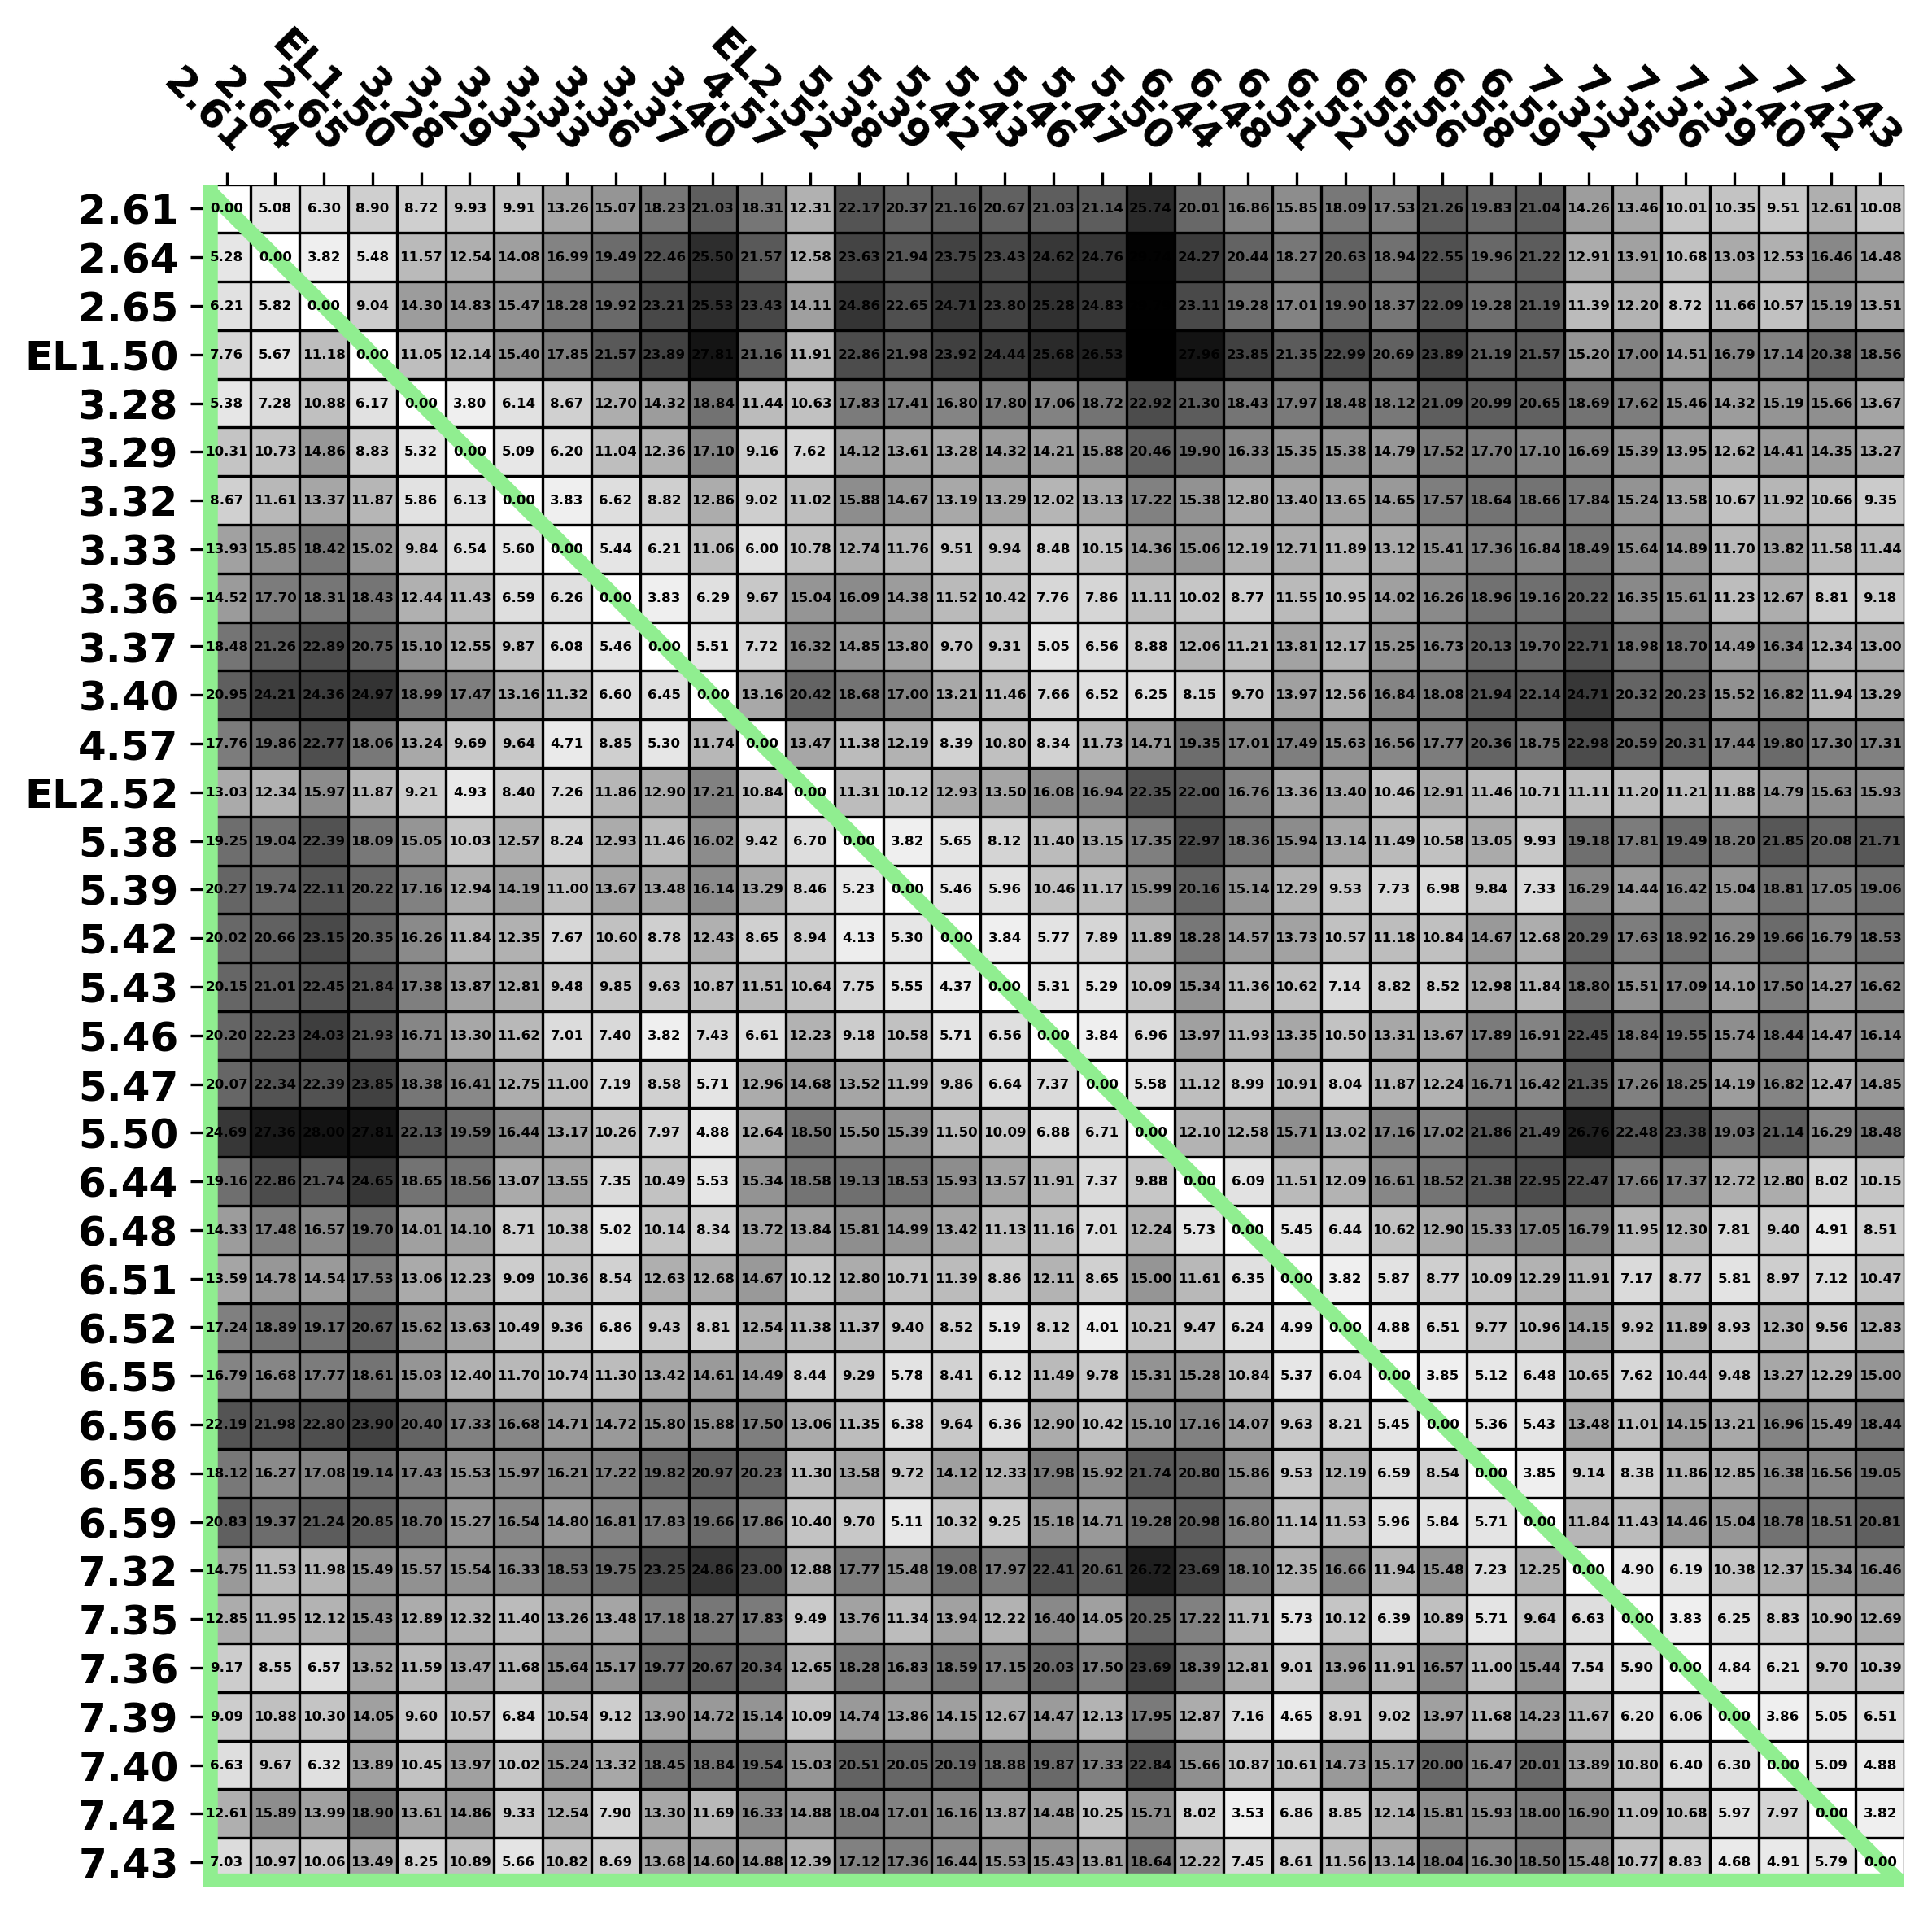 2.61 2.64 2.65 EL1.50 3.28 3.29 3.32 3.33 3.36 3.37 3.40 4.57 EL2.52 5.38 5.39 5.42 5.43 5.46 5.47 5.50 6.44 6.48 6.51 6.52 6.55 6.56 6.58 6.59 7.32 7.35 7.36 7.39 7.40 7.42 7.43
2.61 0.00 5.08 6.30 8.90 8.72 9.93 9.91 13.26 15.07 18.23 21.03 18.31 12.31 22.17 20.37 21.16 20.67 21.03 21.14 25.74 20.01 16.86 15.85 18.09 17.53 21.26 19.83 21.04 14.26 13.46 10.01 10.35 9.51 12.61 10.08
2.64 5.28 0.00 3.82 5.48 11.57 12.54 14.08 16.99 19.49 22.46 25.50 21.57 12.58 23.63 21.94 23.75 23.43 24.62 24.76 24.27 20.44 18.27 20.63 18.94 22.55 19.96 21.22 12.91 13.91 10.68 13.03 12.53 16.46 14.48
2.65 6.21 5.82 0.00 9.04 14.30 14.83 15.47 18.28 19.92 23.21 25.53 23.43 14.11 24.86 22.65 24.71 23.80 25.28 24.83 23.11 19.28 17.01 19.90 18.37 22.09 19.28 21.19 11.39 12.20 8.72 11.66 10.57 15.19 13.51
EL1.50 7.76 5.67 11.18 0.00 11.05 12.14 15.40 17.85 21.57 23.89 27.81 21.16 11.91 22.86 21.98 23.92 24.44 25.68 26.53 27.96 23.85 21.35 22.99 20.69 23.89 21.19 21.57 15.20 17.00 14.51 16.79 17.14 20.38 18.56
3.28 5.38 7.28 10.88 6.17 0.00 3.80 6.14 8.67 12.70 14.32 18.84 11.44 10.63 17.83 17.41 16.80 17.80 17.06 18.72 22.92 21.30 18.43 17.97 18.48 18.12 21.09 20.99 20.65 18.69 17.62 15.46 14.32 15.19 15.66 13.67
3.29 10.31 10.73 14.86 8.83 5.32 0.00 5.09 6.20 11.04 12.36 17.10 9.16 7.62 14.12 13.61 13.28 14.32 14.21 15.88 20.46 19.90 16.33 15.35 15.38 14.79 17.52 17.70 17.10 16.69 15.39 13.95 12.62 14.41 14.35 13.27
3.32 8.67 11.61 13.37 11.87 5.86 6.13 0.00 3.83 6.62 8.82 12.86 9.02 11.02 15.88 14.67 13.19 13.29 12.02 13.13 17.22 15.38 12.80 13.40 13.65 14.65 17.57 18.64 18.66 17.84 15.24 13.58 10.67 11.92 10.66 9.35
3.33 13.93 15.85 18.42 15.02 9.84 6.54 5.60 0.00 5.44 6.21 11.06 6.00 10.78 12.74 11.76 9.51 9.94 8.48 10.15 14.36 15.06 12.19 12.71 11.89 13.12 15.41 17.36 16.84 18.49 15.64 14.89 11.70 13.82 11.58 11.44
3.36 14.52 17.70 18.31 18.43 12.44 11.43 6.59 6.26 0.00 3.83 6.29 9.67 15.04 16.09 14.38 11.52 10.42 7.76 7.86 11.11 10.02 8.77 11.55 10.95 14.02 16.26 18.96 19.16 20.22 16.35 15.61 11.23 12.67 8.81 9.18
3.37 18.48 21.26 22.89 20.75 15.10 12.55 9.87 6.08 5.46 0.00 5.51 7.72 16.32 14.85 13.80 9.70 9.31 5.05 6.56 8.88 12.06 11.21 13.81 12.17 15.25 16.73 20.13 19.70 22.71 18.98 18.70 14.49 16.34 12.34 13.00
3.40 20.95 24.21 24.36 24.97 18.99 17.47 13.16 11.32 6.60 6.45 0.00 13.16 20.42 18.68 17.00 13.21 11.46 7.66 6.52 6.25 8.15 9.70 13.97 12.56 16.84 18.08 21.94 22.14 24.71 20.32 20.23 15.52 16.82 11.94 13.29
4.57 17.76 19.86 22.77 18.06 13.24 9.69 9.64 4.71 8.85 5.30 11.74 0.00 13.47 11.38 12.19 8.39 10.80 8.34 11.73 14.71 19.35 17.01 17.49 15.63 16.56 17.77 20.36 18.75 22.98 20.59 20.31 17.44 19.80 17.30 17.31
EL2.52 13.03 12.34 15.97 11.87 9.21 4.93 8.40 7.26 11.86 12.90 17.21 10.84 0.00 11.31 10.12 12.93 13.50 16.08 16.94 22.35 22.00 16.76 13.36 13.40 10.46 12.91 11.46 10.71 11.11 11.20 11.21 11.88 14.79 15.63 15.93
5.38 19.25 19.04 22.39 18.09 15.05 10.03 12.57 8.24 12.93 11.46 16.02 9.42 6.70 0.00 3.82 5.65 8.12 11.40 13.15 17.35 22.97 18.36 15.94 13.14 11.49 10.58 13.05 9.93 19.18 17.81 19.49 18.20 21.85 20.08 21.71
5.39 20.27 19.74 22.11 20.22 17.16 12.94 14.19 11.00 13.67 13.48 16.14 13.29 8.46 5.23 0.00 5.46 5.96 10.46 11.17 15.99 20.16 15.14 12.29 9.53 7.73 6.98 9.84 7.33 16.29 14.44 16.42 15.04 18.81 17.05 19.06
5.42 20.02 20.66 23.15 20.35 16.26 11.84 12.35 7.67 10.60 8.78 12.43 8.65 8.94 4.13 5.30 0.00 3.84 5.77 7.89 11.89 18.28 14.57 13.73 10.57 11.18 10.84 14.67 12.68 20.29 17.63 18.92 16.29 19.66 16.79 18.53
5.43 20.15 21.01 22.45 21.84 17.38 13.87 12.81 9.48 9.85 9.63 10.87 11.51 10.64 7.75 5.55 4.37 0.00 5.31 5.29 10.09 15.34 11.36 10.62 7.14 8.82 8.52 12.98 11.84 18.80 15.51 17.09 14.10 17.50 14.27 16.62
5.46 20.20 22.23 24.03 21.93 16.71 13.30 11.62 7.01 7.40 3.82 7.43 6.61 12.23 9.18 10.58 5.71 6.56 0.00 3.84 6.96 13.97 11.93 13.35 10.50 13.31 13.67 17.89 16.91 22.45 18.84 19.55 15.74 18.44 14.47 16.14
5.47 20.07 22.34 22.39 23.85 18.38 16.41 12.75 11.00 7.19 8.58 5.71 12.96 14.68 13.52 11.99 9.86 6.64 7.37 0.00 5.58 11.12 8.99 10.91 8.04 11.87 12.24 16.71 16.42 21.35 17.26 18.25 14.19 16.82 12.47 14.85
5.50 24.69 27.36 28.00 27.81 22.13 19.59 16.44 13.17 10.26 7.97 4.88 12.64 18.50 15.50 15.39 11.50 10.09 6.88 6.71 0.00 12.10 12.58 15.71 13.02 17.16 17.02 21.86 21.49 26.76 22.48 23.38 19.03 21.14 16.29 18.48
6.44 19.16 22.86 21.74 24.65 18.65 18.56 13.07 13.55 7.35 10.49 5.53 15.34 18.58 19.13 18.53 15.93 13.57 11.91 7.37 9.88 0.00 6.09 11.51 12.09 16.61 18.52 21.38 22.95 22.47 17.66 17.37 12.72 12.80 8.02 10.15
6.48 14.33 17.48 16.57 19.70 14.01 14.10 8.71 10.38 5.02 10.14 8.34 13.72 13.84 15.81 14.99 13.42 11.13 11.16 7.01 12.24 5.73 0.00 5.45 6.44 10.62 12.90 15.33 17.05 16.79 11.95 12.30 7.81 9.40 4.91 8.51
6.51 13.59 14.78 14.54 17.53 13.06 12.23 9.09 10.36 8.54 12.63 12.68 14.67 10.12 12.80 10.71 11.39 8.86 12.11 8.65 15.00 11.61 6.35 0.00 3.82 5.87 8.77 10.09 12.29 11.91 7.17 8.77 5.81 8.97 7.12 10.47
6.52 17.24 18.89 19.17 20.67 15.62 13.63 10.49 9.36 6.86 9.43 8.81 12.54 11.38 11.37 9.40 8.52 5.19 8.12 4.01 10.21 9.47 6.24 4.99 0.00 4.88 6.51 9.77 10.96 14.15 9.92 11.89 8.93 12.30 9.56 12.83
6.55 16.79 16.68 17.77 18.61 15.03 12.40 11.70 10.74 11.30 13.42 14.61 14.49 8.44 9.29 5.78 8.41 6.12 11.49 9.78 15.31 15.28 10.84 5.37 6.04 0.00 3.85 5.12 6.48 10.65 7.62 10.44 9.48 13.27 12.29 15.00
6.56 22.19 21.98 22.80 23.90 20.40 17.33 16.68 14.71 14.72 15.80 15.88 17.50 13.06 11.35 6.38 9.64 6.36 12.90 10.42 15.10 17.16 14.07 9.63 8.21 5.45 0.00 5.36 5.43 13.48 11.01 14.15 13.21 16.96 15.49 18.44
6.58 18.12 16.27 17.08 19.14 17.43 15.53 15.97 16.21 17.22 19.82 20.97 20.23 11.30 13.58 9.72 14.12 12.33 17.98 15.92 21.74 20.80 15.86 9.53 12.19 6.59 8.54 0.00 3.85 9.14 8.38 11.86 12.85 16.38 16.56 19.05
6.59 20.83 19.37 21.24 20.85 18.70 15.27 16.54 14.80 16.81 17.83 19.66 17.86 10.40 9.70 5.11 10.32 9.25 15.18 14.71 19.28 20.98 16.80 11.14 11.53 5.96 5.84 5.71 0.00 11.84 11.43 14.46 15.04 18.78 18.51 20.81
7.32 14.75 11.53 11.98 15.49 15.57 15.54 16.33 18.53 19.75 23.25 24.86 23.00 12.88 17.77 15.48 19.08 17.97 22.41 20.61 26.72 23.69 18.10 12.35 16.66 11.94 15.48 7.23 12.25 0.00 4.90 6.19 10.38 12.37 15.34 16.46
7.35 12.85 11.95 12.12 15.43 12.89 12.32 11.40 13.26 13.48 17.18 18.27 17.83 9.49 13.76 11.34 13.94 12.22 16.40 14.05 20.25 17.22 11.71 5.73 10.12 6.39 10.89 5.71 9.64 6.63 0.00 3.83 6.25 8.83 10.90 12.69
7.36 9.17 8.55 6.57 13.52 11.59 13.47 11.68 15.64 15.17 19.77 20.67 20.34 12.65 18.28 16.83 18.59 17.15 20.03 17.50 23.69 18.39 12.81 9.01 13.96 11.91 16.57 11.00 15.44 7.54 5.90 0.00 4.84 6.21 9.70 10.39
7.39 9.09 10.88 10.30 14.05 9.60 10.57 6.84 10.54 9.12 13.90 14.72 15.14 10.09 14.74 13.86 14.15 12.67 14.47 12.13 17.95 12.87 7.16 4.65 8.91 9.02 13.97 11.68 14.23 11.67 6.20 6.06 0.00 3.86 5.05 6.51
7.40 6.63 9.67 6.32 13.89 10.45 13.97 10.02 15.24 13.32 18.45 18.84 19.54 15.03 20.51 20.05 20.19 18.88 19.87 17.33 22.84 15.66 10.87 10.61 14.73 15.17 20.00 16.47 20.01 13.89 10.80 6.40 6.30 0.00 5.09 4.88
7.42 12.61 15.89 13.99 18.90 13.61 14.86 9.33 12.54 7.90 13.30 11.69 16.33 14.88 18.04 17.01 16.16 13.87 14.48 10.25 15.71 8.02 3.53 6.86 8.85 12.14 15.81 15.93 18.00 16.90 11.09 10.68 5.97 7.97 0.00 3.82
7.43 7.03 10.97 10.06 13.49 8.25 10.89 5.66 10.82 8.69 13.68 14.60 14.88 12.39 17.12 17.36 16.44 15.53 15.43 13.81 18.64 12.22 7.45 8.61 11.56 13.14 18.04 16.30 18.50 15.48 10.77 8.83 4.68 4.91 5.79 0.00